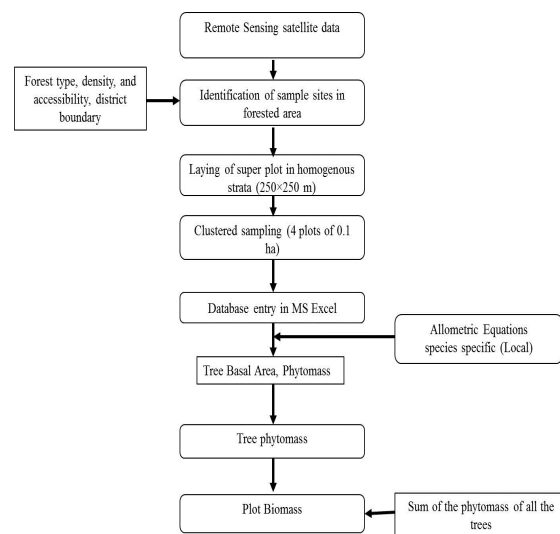 Remote Sensing satellite data
Forest type, density, and
accessibility, district
boundary
Identification of sample sites in
forested area
Laying of super plot in homogenous
strata (250×250 m)
Clustered sampling (4 plots of 0.1
ha)
Database entry in MS Excel
Allometric Equations
species specific (Local)
Tree Basal Area, Phytomass
Tree phytomass
Plot Biomass
Sum of the phytomass of all the
trees